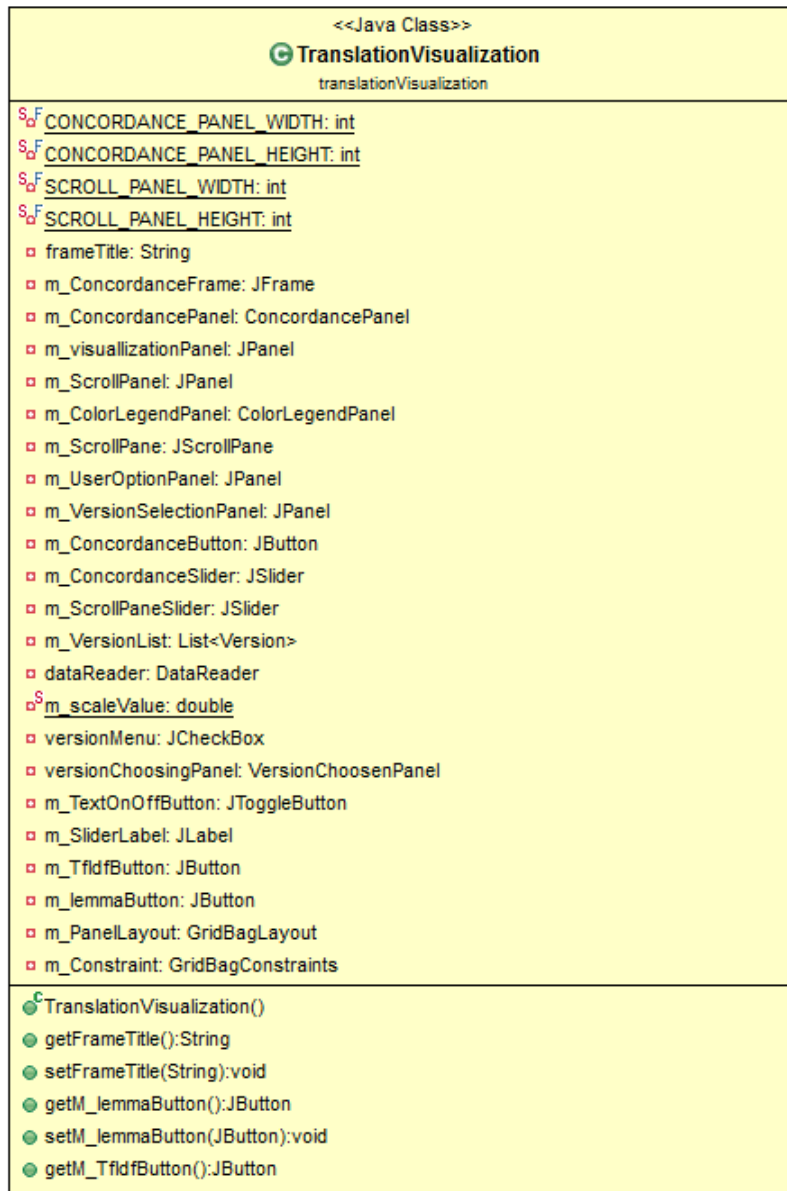 <<Java Class>>
C TranslationVisualization
translationVisualization
S F CONCORDANCE_PANEL_WIDTH: int
S F CONCORDANCE_PANEL_HEIGHT: int
S F SCROLL_PANEL_WIDTH: int
S F SCROLL_PANEL_HEIGHT: int
frameTitle: String
m_ConcordanceFrame: JFrame
m_ConcordancePanel: ConcordancePanel
m_visuallizationPanel: JPanel
m_ScrollPanel: JPanel
m_ColorLegendPanel: ColorLegendPanel
m_ScrollPane: JScrollPane
m_UserOptionPanel: JPanel
m_VersionSelectionPanel: JPanel
m_ConcordanceButton: JButton
m_ConcordanceSlider: JSlider
m_ScrollPaneSlider: JSlider
m_VersionList: List<Version>
dataReader: DataReader
S m_scaleValue: double
versionMenu: JCheckBox
versionChoosingPanel: VersionChoosenPanel
m_TextOnOffButton: JToggleButton
m_SliderLabel: JLabel
m_TfIdfButton: JButton
m_lemmaButton: JButton
m_PanelLayout: GridBagLayout
m_Constraint: GridBagConstraints
C TranslationVisualization()
getFrameTitle():String
setFrameTitle(String):void
getM_lemmaButton():JButton
setM_lemmaButton(JButton):void
getM_TfIdfButton():JButton